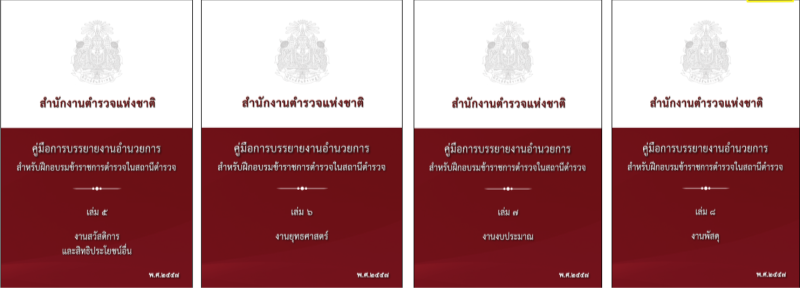 สำนักงานตำรวจแห่งชาติ
คู่มือการบรรยายงานอำนวยการ
สำหรับฝึกอบรมข้าราชการตำรวจในสถานีตำรวจ
เล่ม ๕
งานสวัสดิการ
และสิทธิประโยชน์อื่น
พ.ศ.๒๕๕๗
สำนักงานตำรวจแห่งชาติ
คู่มือการบรรยายงานอำนวยการ
สำหรับฝึกอบรมข้าราชการตำรวจในสถานีตำรวจ
เล่ม ๖
งานยุทธศาสตร์
พ.ศ.๒๕๕๗
สำนักงานตำรวจแห่งชาติ
คู่มือการบรรยายงานอำนวยการ
สำหรับฝึกอบรมข้าราชการตำรวจในสถานีตำรวจ
เล่ม ๗
งานงบประมาณ
พ.ศ.๒๕๕๗
สำนักงานตำรวจแห่งชาติ
คู่มือการบรรยายงานอำนวยการ
สำหรับฝึกอบรมข้าราชการตำรวจในสถานีตำรวจ
เล่ม ๘
งานพัสดุ
พ.ศ.๒๕๕๗